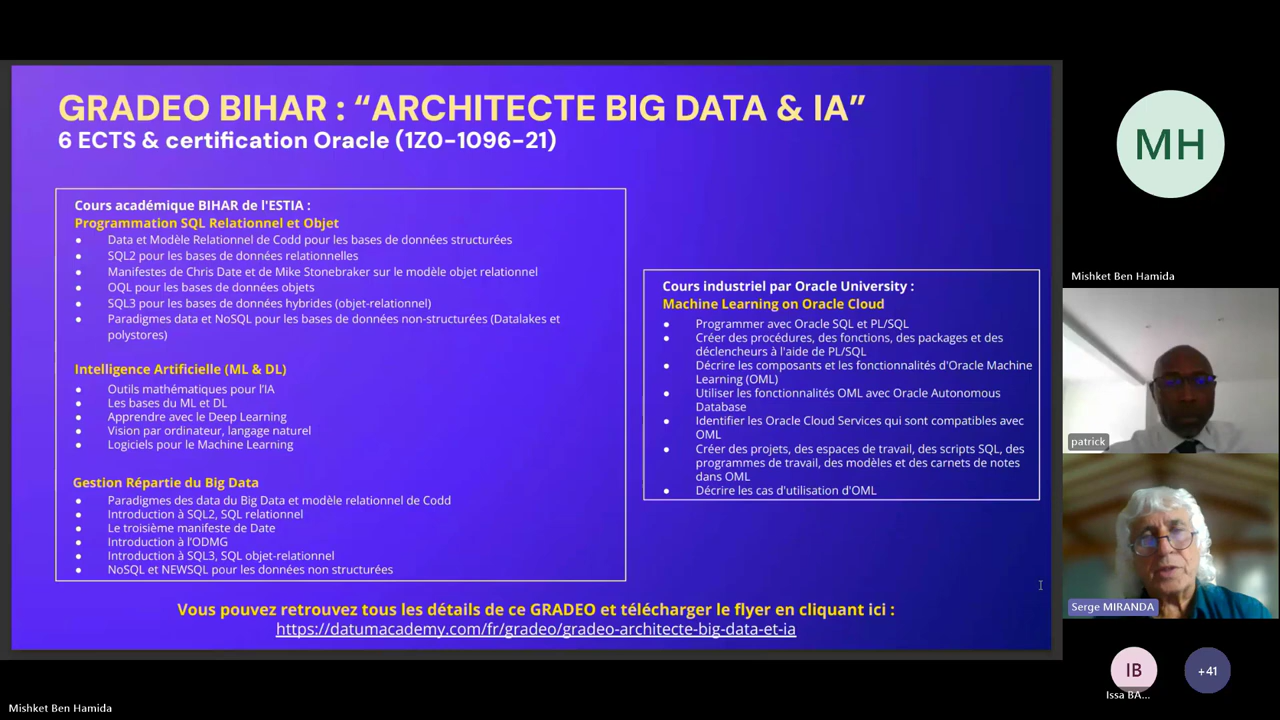 GRADEO BIHAR : “ARCHITECTE BIG DATA & IA”
6 ECTS & certification Oracle (1Z0-1096-21)
Cours académique BIHAR de l'ESTIA :
Programmation SQL Relationnel et Objet
● Data et Modèle Relationnel de Codd pour les bases de données structurées
● SQL2 pour les bases de données relationnelles
● Manifestes de Chris Date et de Mike Stonebraker sur le modèle objet relationnel
● OQL pour les bases de données objets
● SQL3 pour les bases de données hybrides (objet-relationnel)
● Paradigmes data et NoSQL pour les bases de données non-structurées (Datalakes et
polystores)
Intelligence Artificielle (ML & DL)
● Outils mathématiques pour l’IA
● Les bases du ML et DL
● Apprendre avec le Deep Learning
● Vision par ordinateur, langage naturel
● Logiciels pour le Machine Learning
Gestion Répartie du Big Data
● Paradigmes des data du Big Data et modèle relationnel de Codd
● Introduction à SQL2, SQL relationnel
● Le troisième manifeste de Date
● Introduction à l’ODMG
● Introduction à SQL3, SQL objet-relationnel
● NoSQL et NEWSQL pour les données non structurées
Cours industriel par Oracle University :
Machine Learning on Oracle Cloud
● Programmer avec Oracle SQL et PL/SQL
● Créer des procédures, des fonctions, des packages et des
déclencheurs à l'aide de PL/SQL
● Décrire les composants et les fonctionnalités d'Oracle Machine
Learning (OML)
● Utiliser les fonctionnalités OML avec Oracle Autonomous
Database
● Identifier les Oracle Cloud Services qui sont compatibles avec
OML
● Créer des projets, des espaces de travail, des scripts SQL, des
programmes de travail, des modèles et des carnets de notes
dans OML
● Décrire les cas d'utilisation d'OML
Vous pouvez retrouvez tous les détails de ce GRADEO et télécharger le flyer en cliquant ici :
https://datumacademy.com/fr/gradeo/gradeo-architecte-big-data-et-ia
MH
Mishket Ben Hamida
patrick
Serge MIRANDA
IB
Issa BA...
+41
Mishket Ben Hamida